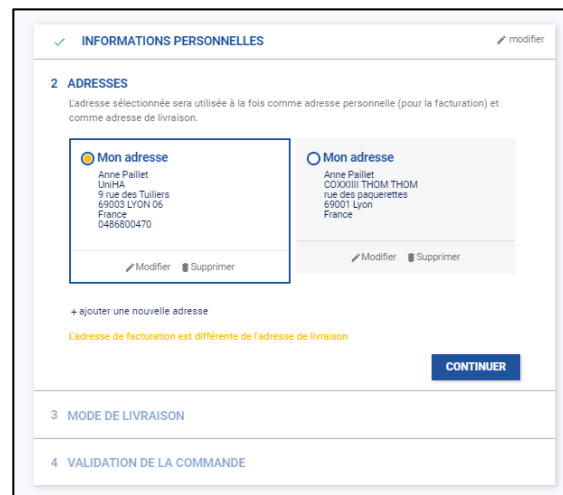 INFORMATIONS PERSONNELLES
modifier
2 ADRESSES
L'adresse sélectionnée sera utilisée à la fois comme adresse personnelle (pour la facturation) et
comme adresse de livraison.
Mon adresse
Anne Paillet
UniHA
9 rue des Tuiliers
69003 LYON 06
France
0486800470
Modifier Supprimer
Mon adresse
Anne Paillet
COXXIIII THOM THOM
rue des paquerettes
69001 Lyon
France
Modifier Supprimer
+ ajouter une nouvelle adresse
L'adresse de facturation est différente de l'adresse de livraison
CONTINUER
3 MODE DE LIVRAISON
4 VALIDATION DE LA COMMANDE